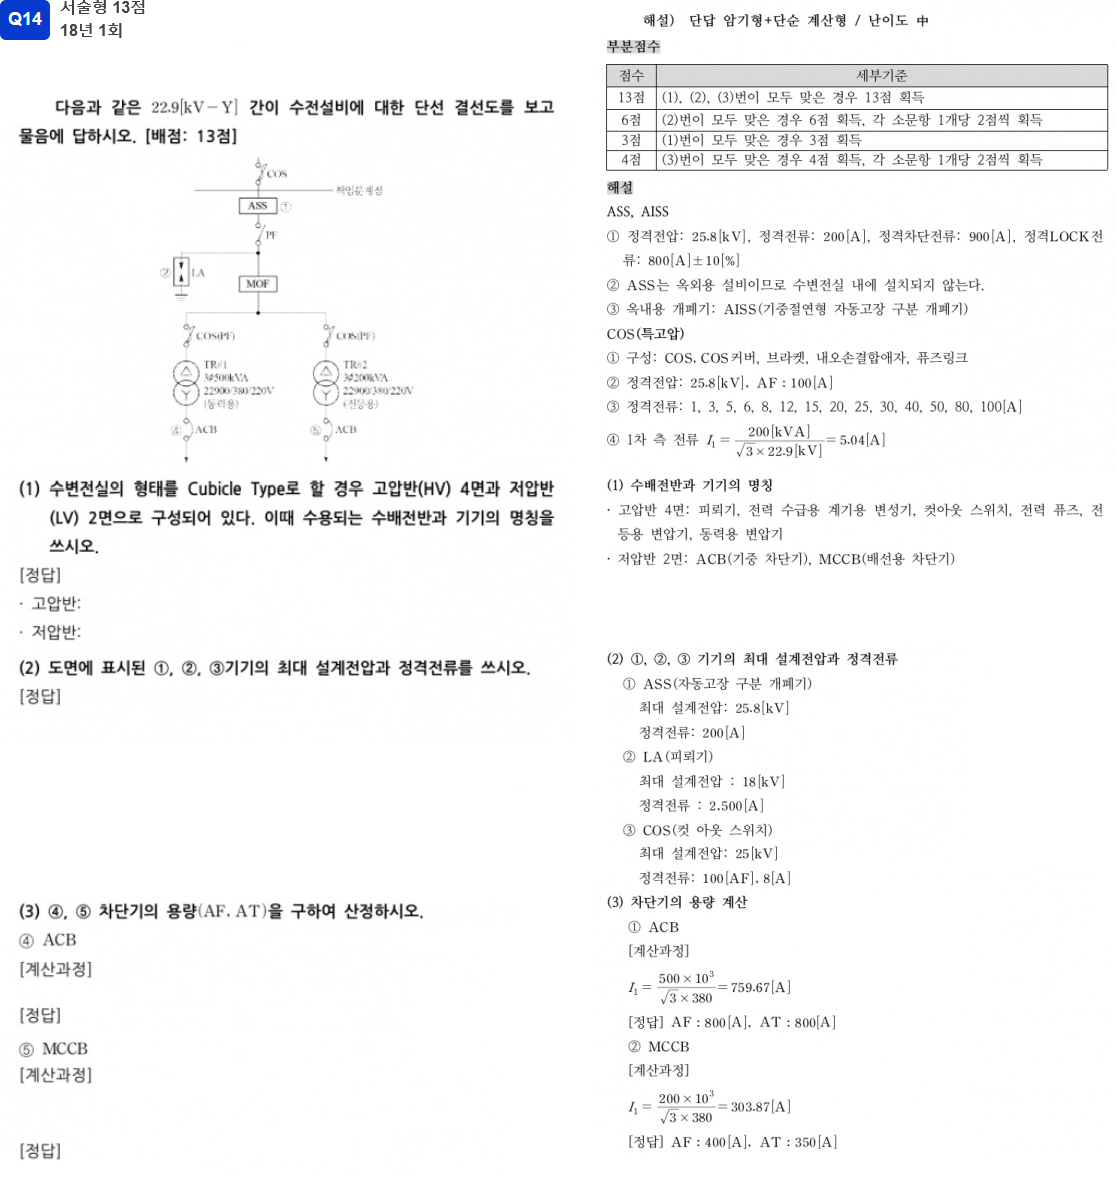 Q14
서술형 13점
18년 1회
다음과 같은 22.9[kV-Y] 간이 수전설비에 대한 단선 결선도를 보고
물음에 답하시오. [배점: 13점]
COS
책임분계점
ASS ①
PF
② LA
MOF
COS(PF) COS(PF)
TR#1 TR#2
3Ø500kVA 3Ø200kVA
22900/380/220V 22900/380/220V
(동력용) (전등용)
④ ACB ⑤ ACB
(1) 수변전실의 형태를 Cubicle Type로 할 경우 고압반(HV) 4면과 저압반
(LV) 2면으로 구성되어 있다. 이때 수용되는 수배전반과 기기의 명칭을
쓰시오.
[정답]
· 고압반:
· 저압반:
(2) 도면에 표시된 ①, ②, ③기기의 최대 설계전압과 정격전류를 쓰시오.
[정답]
(3) ④, ⑤ 차단기의 용량(AF, AT)을 구하여 산정하시오.
④ ACB
[계산과정]
[정답]
⑤ MCCB
[계산과정]
[정답]
해설) 단답 암기형+단순 계산형 / 난이도 中
부분점수
점수 세부기준
13점 (1), (2), (3)번이 모두 맞은 경우 13점 획득
6점 (2)번이 모두 맞은 경우 6점 획득, 각 소문항 1개당 2점씩 획득
3점 (1)번이 모두 맞은 경우 3점 획득
4점 (3)번이 모두 맞은 경우 4점 획득, 각 소문항 1개당 2점씩 획득
해설
ASS, AISS
① 정격전압: 25.8[kV], 정격전류: 200[A], 정격차단전류: 900[A], 정격LOCK전
류: 800[A]±10[%]
② ASS는 옥외용 설비이므로 수변전실 내에 설치되지 않는다.
③ 옥내용 개폐기: AISS(기중절연형 자동고장 구분 개폐기)
COS(특고압)
① 구성: COS, COS커버, 브라켓, 내오손결합애자, 퓨즈링크
② 정격전압: 25.8[kV], AF : 100[A]
③ 정격전류: 1, 3, 5, 6, 8, 12, 15, 20, 25, 30, 40, 50, 80, 100[A]
④ 1차 측 전류 I₁ = 200[kVA] / (√3 × 22.9[kV]) = 5.04[A]
(1) 수배전반과 기기의 명칭
· 고압반 4면: 피뢰기, 전력 수급용 계기용 변성기, 컷아웃 스위치, 전력 퓨즈, 전
등용 변압기, 동력용 변압기
· 저압반 2면: ACB(기중 차단기), MCCB(배선용 차단기)
(2) ①, ②, ③ 기기의 최대 설계전압과 정격전류
① ASS(자동고장 구분 개폐기)
최대 설계전압: 25.8[kV]
정격전류: 200[A]
② LA(피뢰기)
최대 설계전압 : 18[kV]
정격전류 : 2,500[A]
③ COS(컷 아웃 스위치)
최대 설계전압: 25[kV]
정격전류: 100[AF], 8[A]
(3) 차단기의 용량 계산
① ACB
[계산과정]
I₁ = 500 × 10³ / (√3 × 380) = 759.67[A]
[정답] AF : 800[A], AT : 800[A]
② MCCB
[계산과정]
I₁ = 200 × 10³ / (√3 × 380) = 303.87[A]
[정답] AF : 400[A], AT : 350[A]